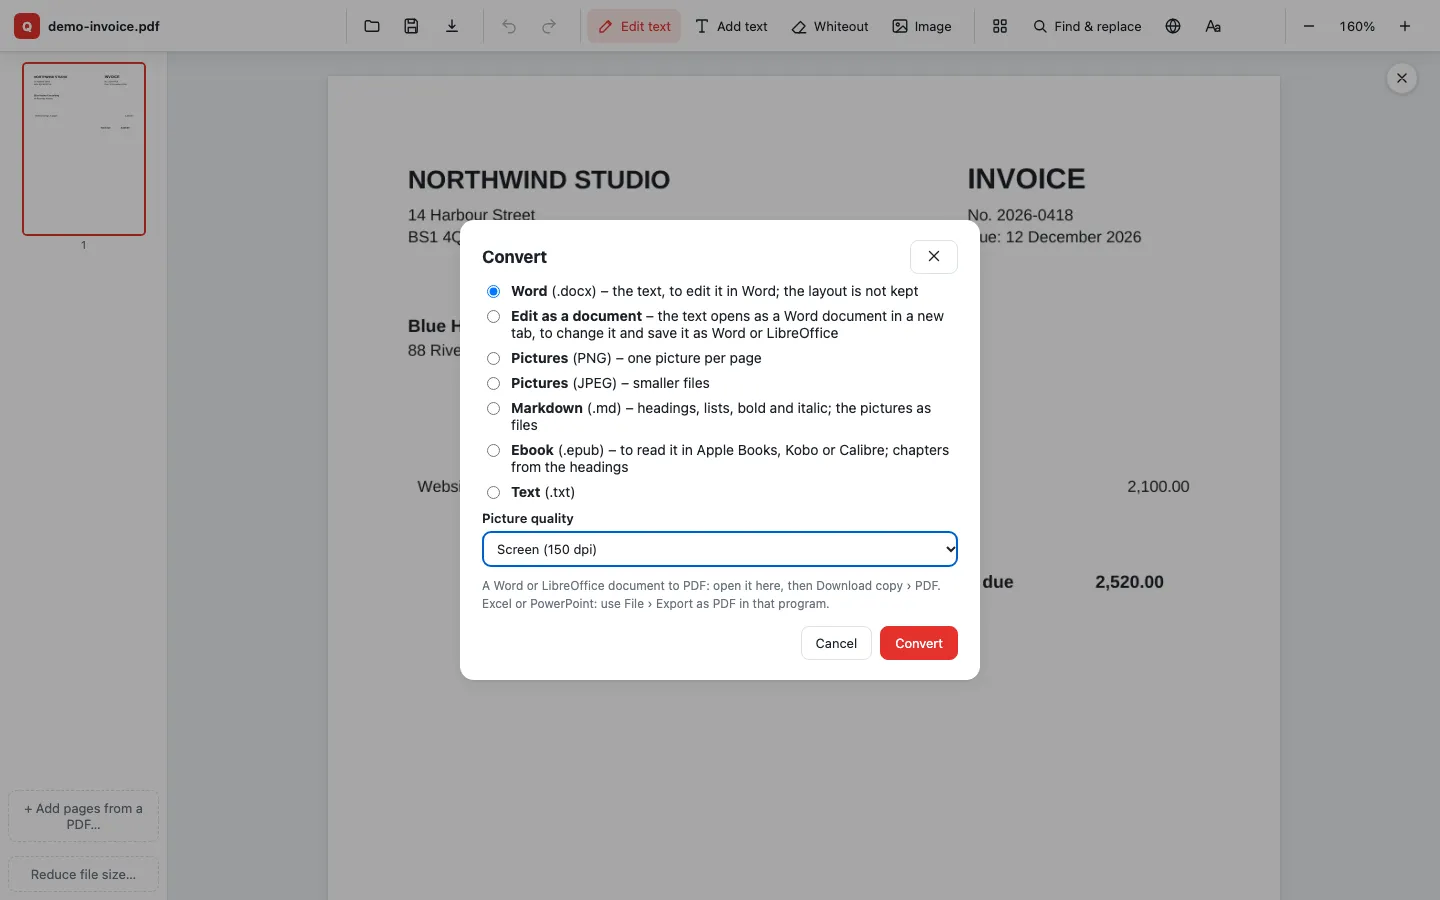 Q demo-invoice.pdf Edit text Add text Whiteout Image Find & replace Aa 160%
1
+ Add pages from a
PDF...
Reduce file size...
NORTHWIND STUDIO INVOICE
14 Harbour Street No. 2026-0418
BS1 4Q ue: 12 December 2026
Blue H
88 Rive
Websi 2,100.00
due 2,520.00
Convert
Word (.docx) – the text, to edit it in Word; the layout is not kept
Edit as a document – the text opens as a Word document in a new
tab, to change it and save it as Word or LibreOffice
Pictures (PNG) – one picture per page
Pictures (JPEG) – smaller files
Markdown (.md) – headings, lists, bold and italic; the pictures as
files
Ebook (.epub) – to read it in Apple Books, Kobo or Calibre; chapters
from the headings
Text (.txt)
Picture quality
Screen (150 dpi)
A Word or LibreOffice document to PDF: open it here, then Download copy › PDF.
Excel or PowerPoint: use File › Export as PDF in that program.
Cancel Convert